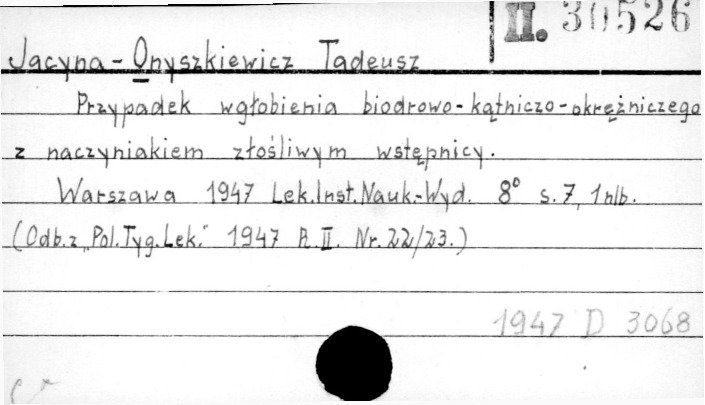 II. 30526
Jacyna-Onyszkiewicz Tadeusz
Przypadek wgłobienia biodrowo-kątniczo-okrężniczego
z naczyniakiem złośliwym wstępnicy.
Warszawa 1947 Lek.Inst.Nauk.-Wyd. 8° s.7, 1 nlb.
(Odb.z „Pol.Tyg.Lek." 1947 R.II. Nr.22/23.)
1947 D 3068